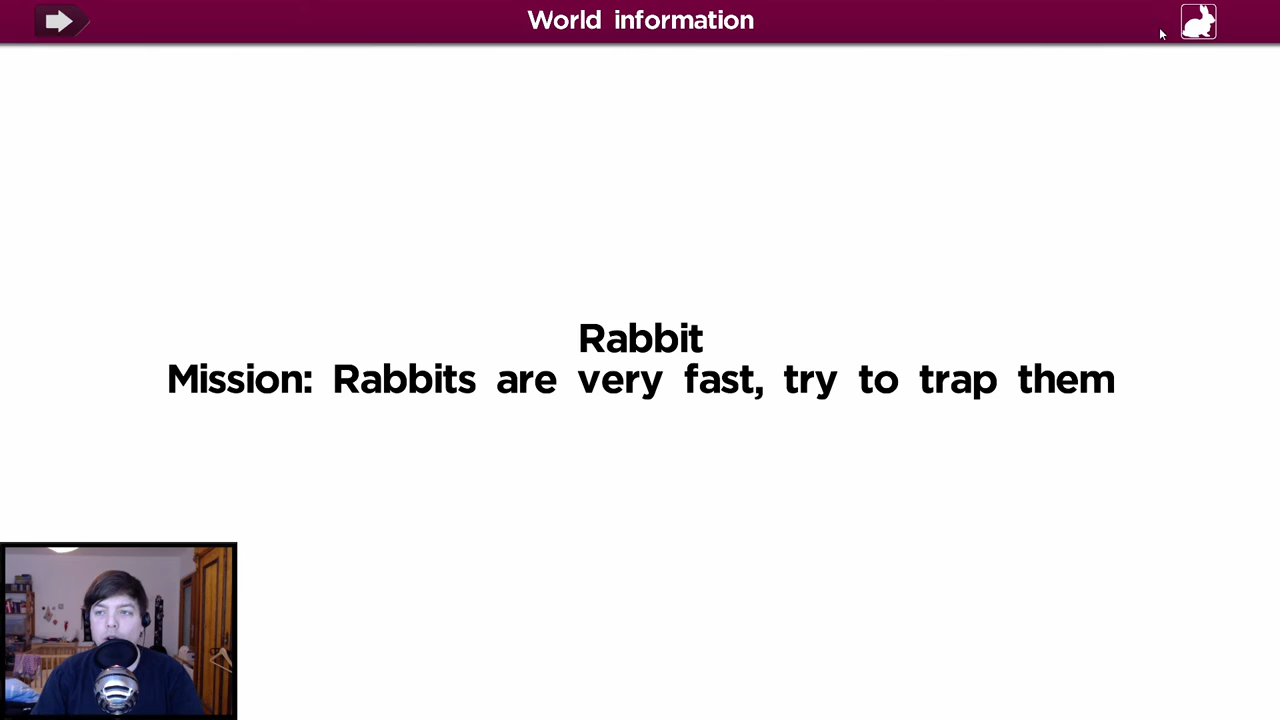 World information
Rabbit
Mission: Rabbits are very fast, try to trap them